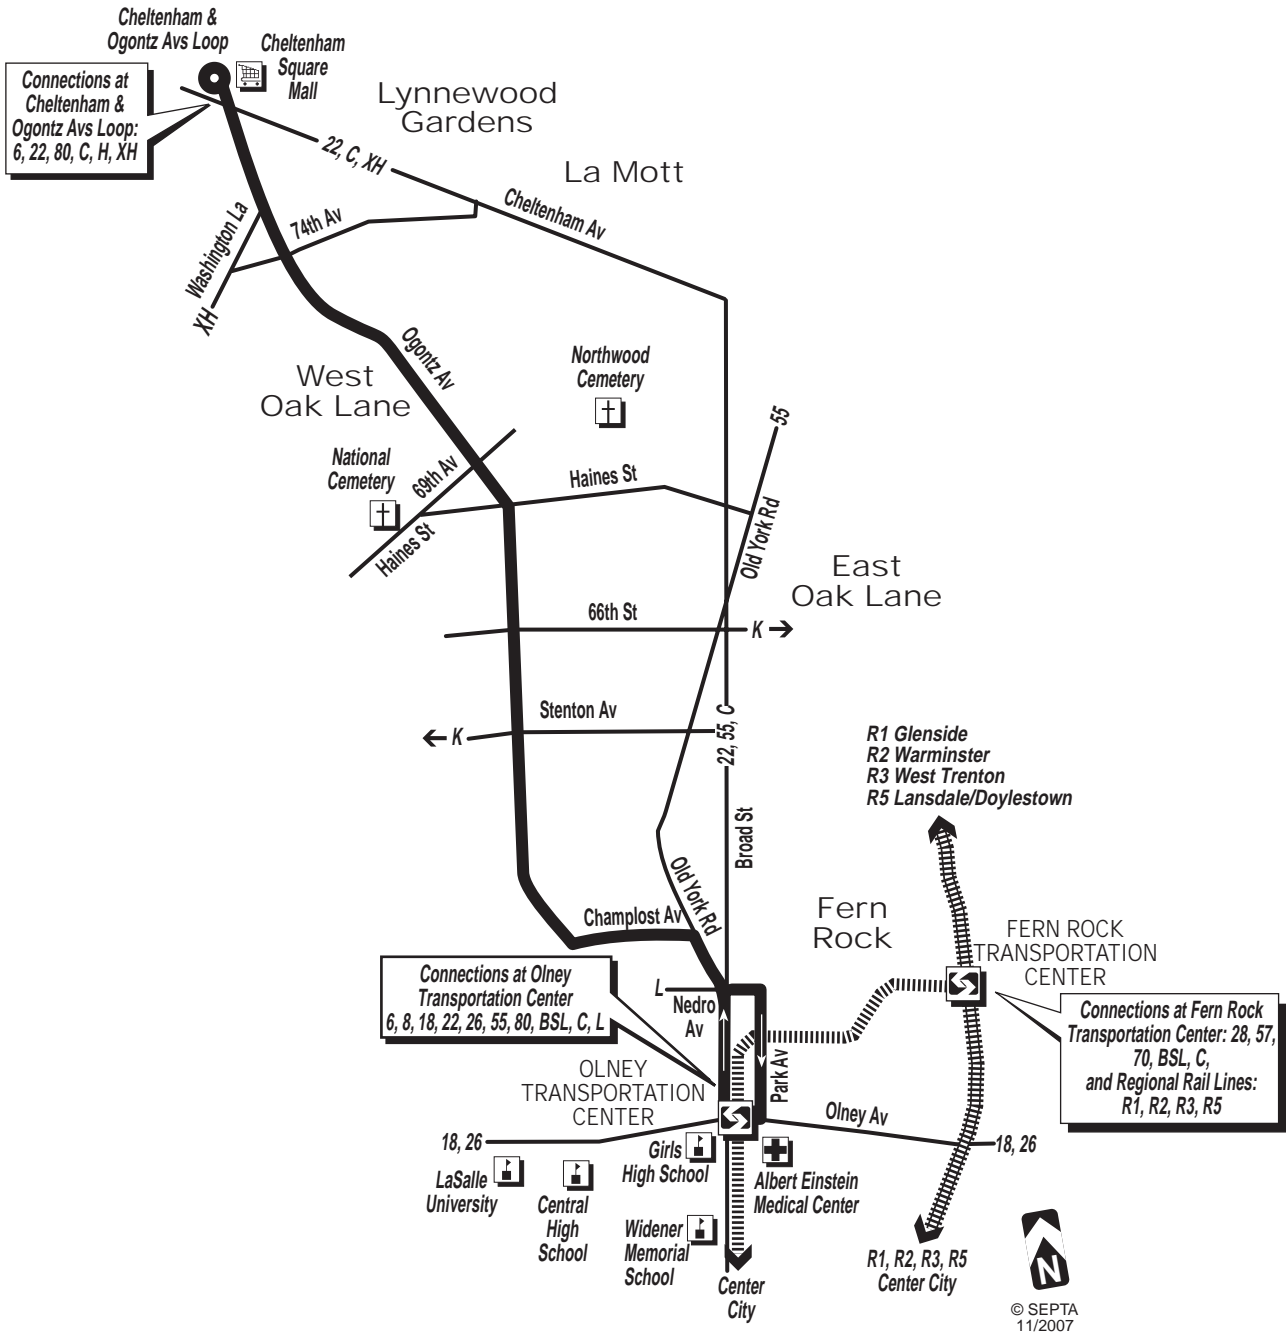 Cheltenham &
Ogontz Avs Loop
Cheltenham
Square
Mall
Connections at
Cheltenham &
Ogontz Avs Loop:
6, 22, 80, C, H, XH
Lynnewood
Gardens
22, C, XH
La Mott
Cheltenham Av
74th Av
Washington La
XH
Ogontz Av
West
Oak Lane
Northwood
Cemetery
55
National
Cemetery
69th Av
Haines St
Haines St
Old York Rd
East
Oak Lane
66th St
K
Stenton Av
K
22, 55, C
R1 Glenside
R2 Warminster
R3 West Trenton
R5 Lansdale/Doylestown
Broad St
Old York Rd
Champlost Av
Fern
Rock
FERN ROCK
TRANSPORTATION
CENTER
Connections at Olney
Transportation Center
6, 8, 18, 22, 26, 55, 80, BSL, C, L
L
Nedro
Av
Connections at Fern Rock
Transportation Center: 28, 57,
70, BSL, C,
and Regional Rail Lines:
R1, R2, R3, R5
Park Av
OLNEY
TRANSPORTATION
CENTER
Olney Av
18, 26
18, 26
Girls
High School
LaSalle
University
Central
High
School
Albert Einstein
Medical Center
Widener
Memorial
School
Center
City
R1, R2, R3, R5
Center City
N
© SEPTA
11/2007